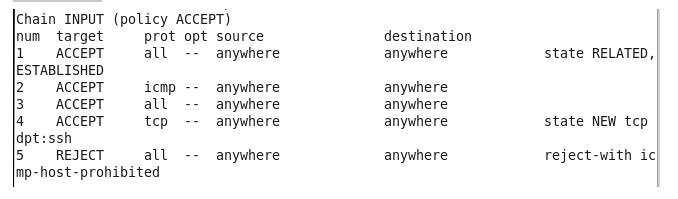 Chain INPUT (policy ACCEPT)
num  target     prot opt source               destination
1    ACCEPT     all  --  anywhere             anywhere            state RELATED,
ESTABLISHED
2    ACCEPT     icmp --  anywhere             anywhere
3    ACCEPT     all  --  anywhere             anywhere
4    ACCEPT     tcp  --  anywhere             anywhere            state NEW tcp
dpt:ssh
5    REJECT     all  --  anywhere             anywhere            reject-with ic
mp-host-prohibited